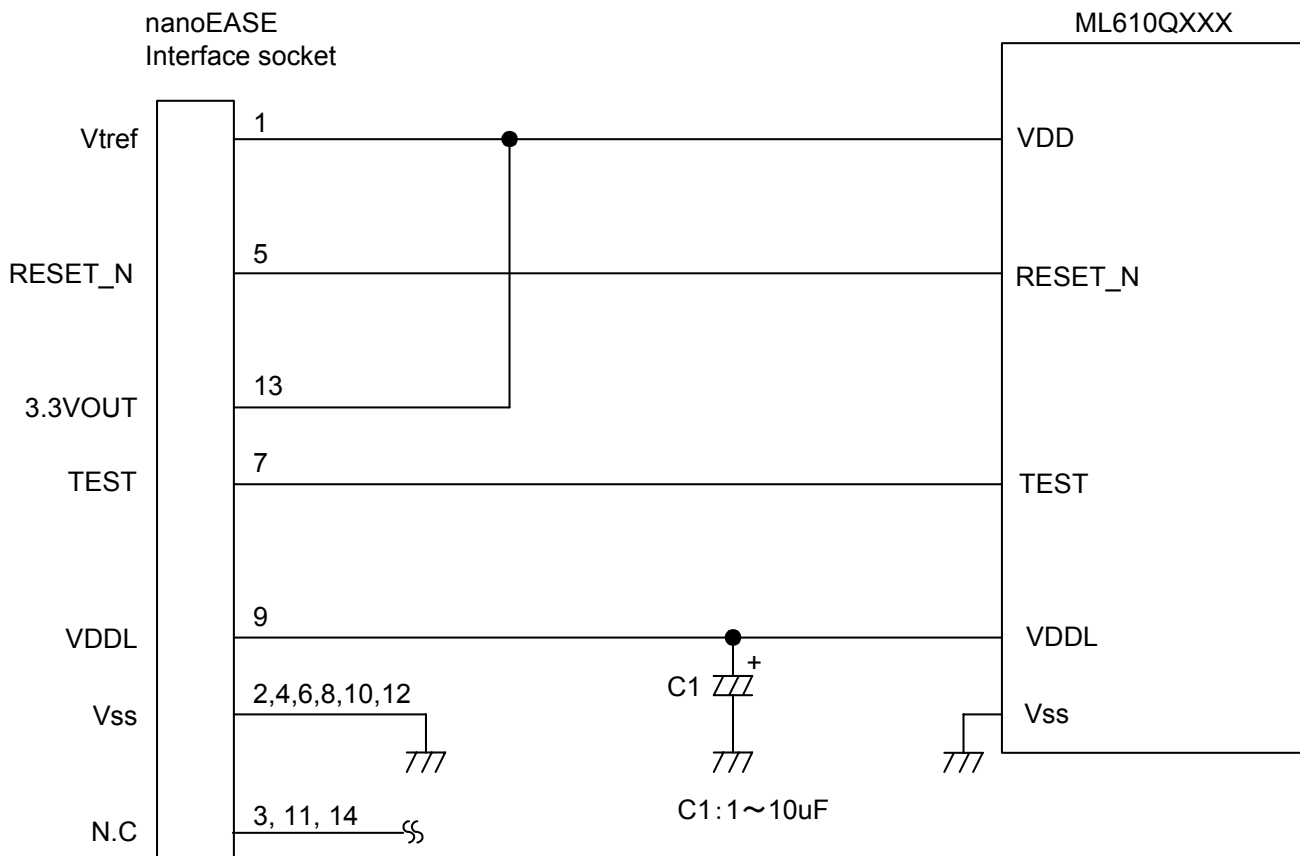 nanoEASE
Interface socket
ML610QXXX
Vtref
1
VDD
RESET_N
5
RESET_N
3.3VOUT
13
TEST
7
TEST
VDDL
9
VDDL
C1
+
Vss
2,4,6,8,10,12
Vss
C1:1～10uF
N.C
3, 11, 14